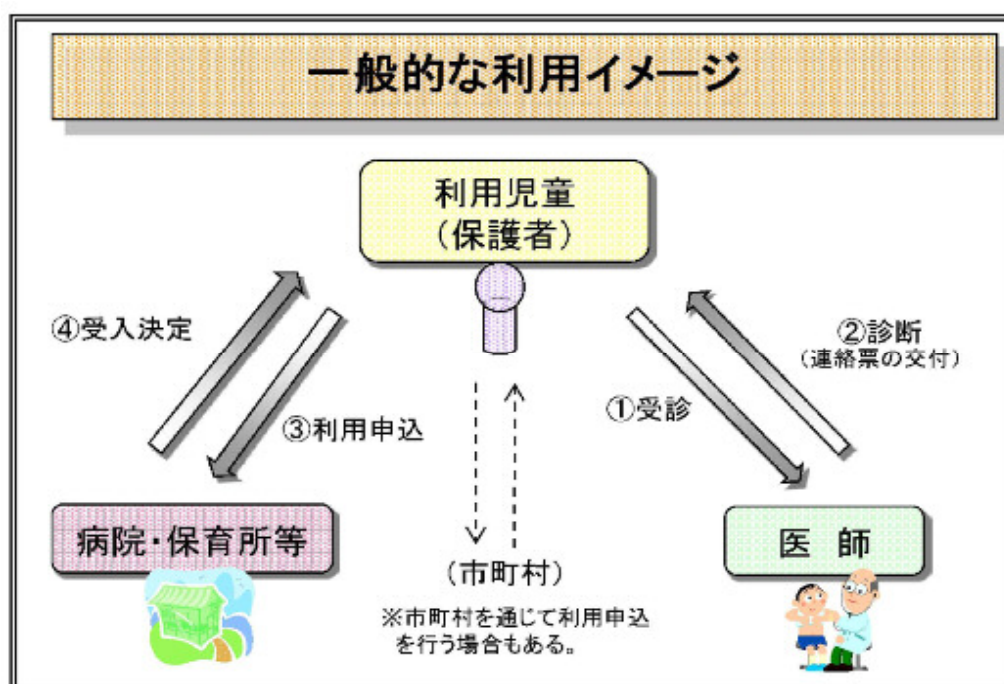 一般的な利用イメージ
利用児童
（保護者）
④受入決定
②診断
（連絡票の交付）
①受診
③利用申込
病院・保育所等
医 師
（市町村）
※市町村を通じて利用申込
を行う場合もある。